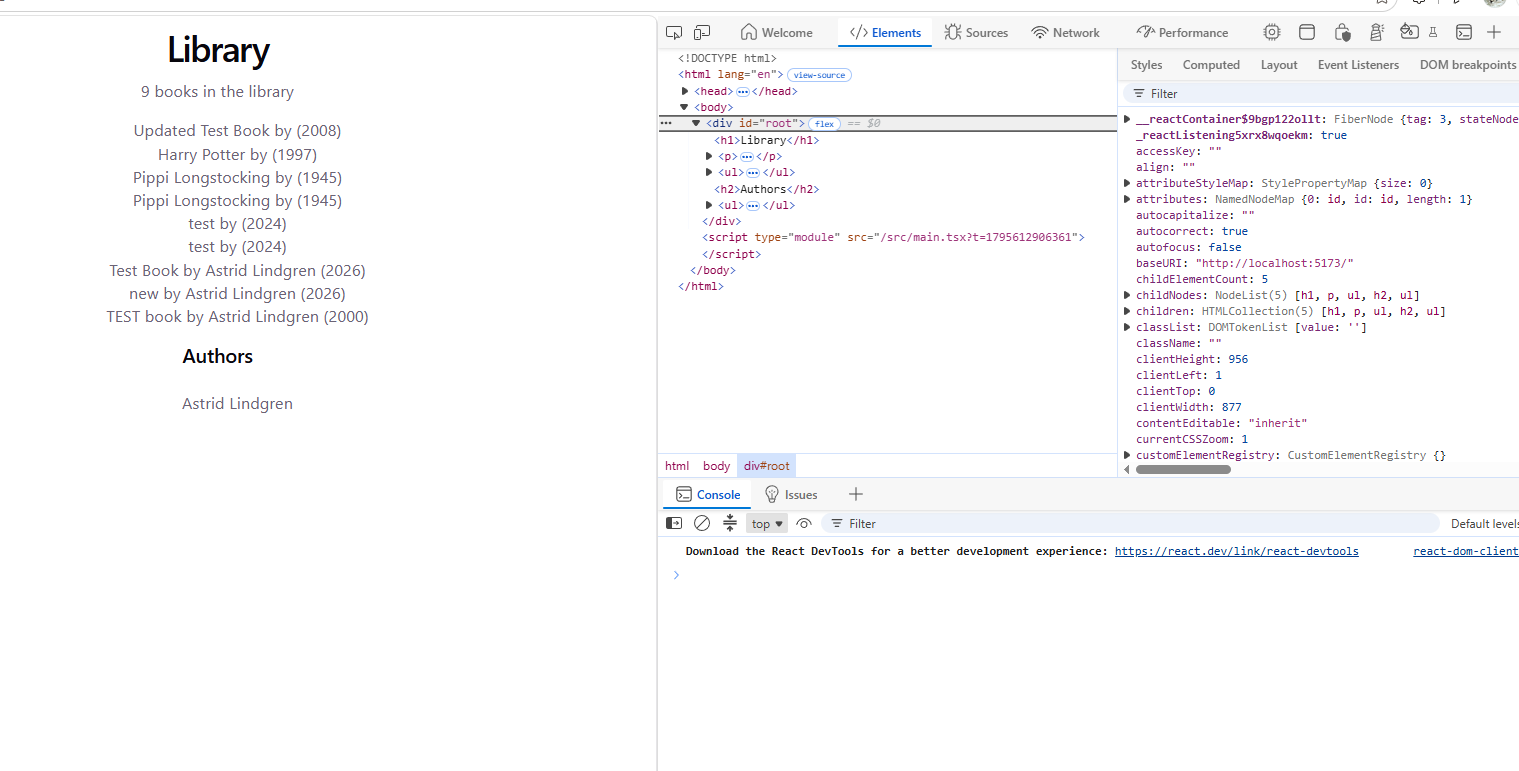 Library
9 books in the library
Updated Test Book by (2008)
Harry Potter by (1997)
Pippi Longstocking by (1945)
Pippi Longstocking by (1945)
test by (2024)
test by (2024)
Test Book by Astrid Lindgren (2026)
new by Astrid Lindgren (2026)
TEST book by Astrid Lindgren (2000)
Authors
Astrid Lindgren
Welcome
</> Elements
Sources
Network
Performance
<!DOCTYPE html>
<html lang="en"> view-source
<head> ••• </head>
<body>
••• <div id="root"> flex == $0
<h1>Library</h1>
<p> ••• </p>
<ul> ••• </ul>
<h2>Authors</h2>
<ul> ••• </ul>
</div>
<script type="module" src="/src/main.tsx?t=1795612906361">
</script>
</body>
</html>
html body div#root
Styles Computed Layout Event Listeners DOM breakpoints
Filter
__reactContainer$9bgp122ollt: FiberNode {tag: 3, stateNode
_reactListening5xrx8wqoekm: true
accessKey: ""
align: ""
attributeStyleMap: StylePropertyMap {size: 0}
attributes: NamedNodeMap {0: id, id: id, length: 1}
autocapitalize: ""
autocorrect: true
autofocus: false
baseURI: "http://localhost:5173/"
childElementCount: 5
childNodes: NodeList(5) [h1, p, ul, h2, ul]
children: HTMLCollection(5) [h1, p, ul, h2, ul]
classList: DOMTokenList [value: '']
className: ""
clientHeight: 956
clientLeft: 1
clientTop: 0
clientWidth: 877
contentEditable: "inherit"
currentCSSZoom: 1
customElementRegistry: CustomElementRegistry {}
Console
Issues
top
Filter
Default levels
Download the React DevTools for a better development experience: https://react.dev/link/react-devtools react-dom-client